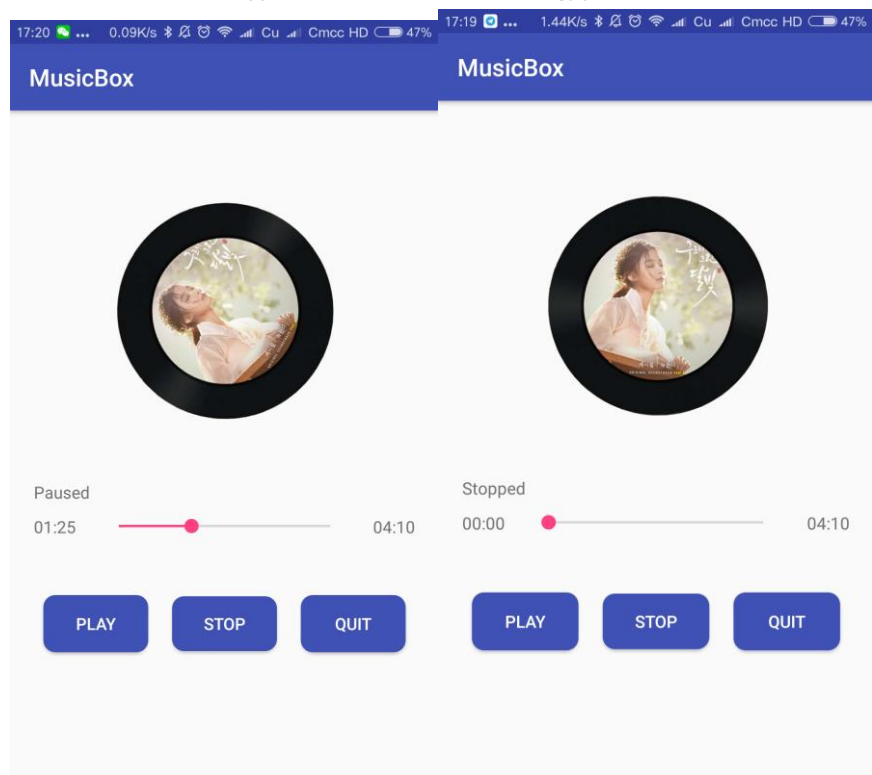 17:20 ... 0.09K/s Cu Cmcc HD 47%
MusicBox
Paused
01:25 04:10
PLAY STOP QUIT
17:19 ... 1.44K/s Cu Cmcc HD 47%
MusicBox
Stopped
00:00 04:10
PLAY STOP QUIT